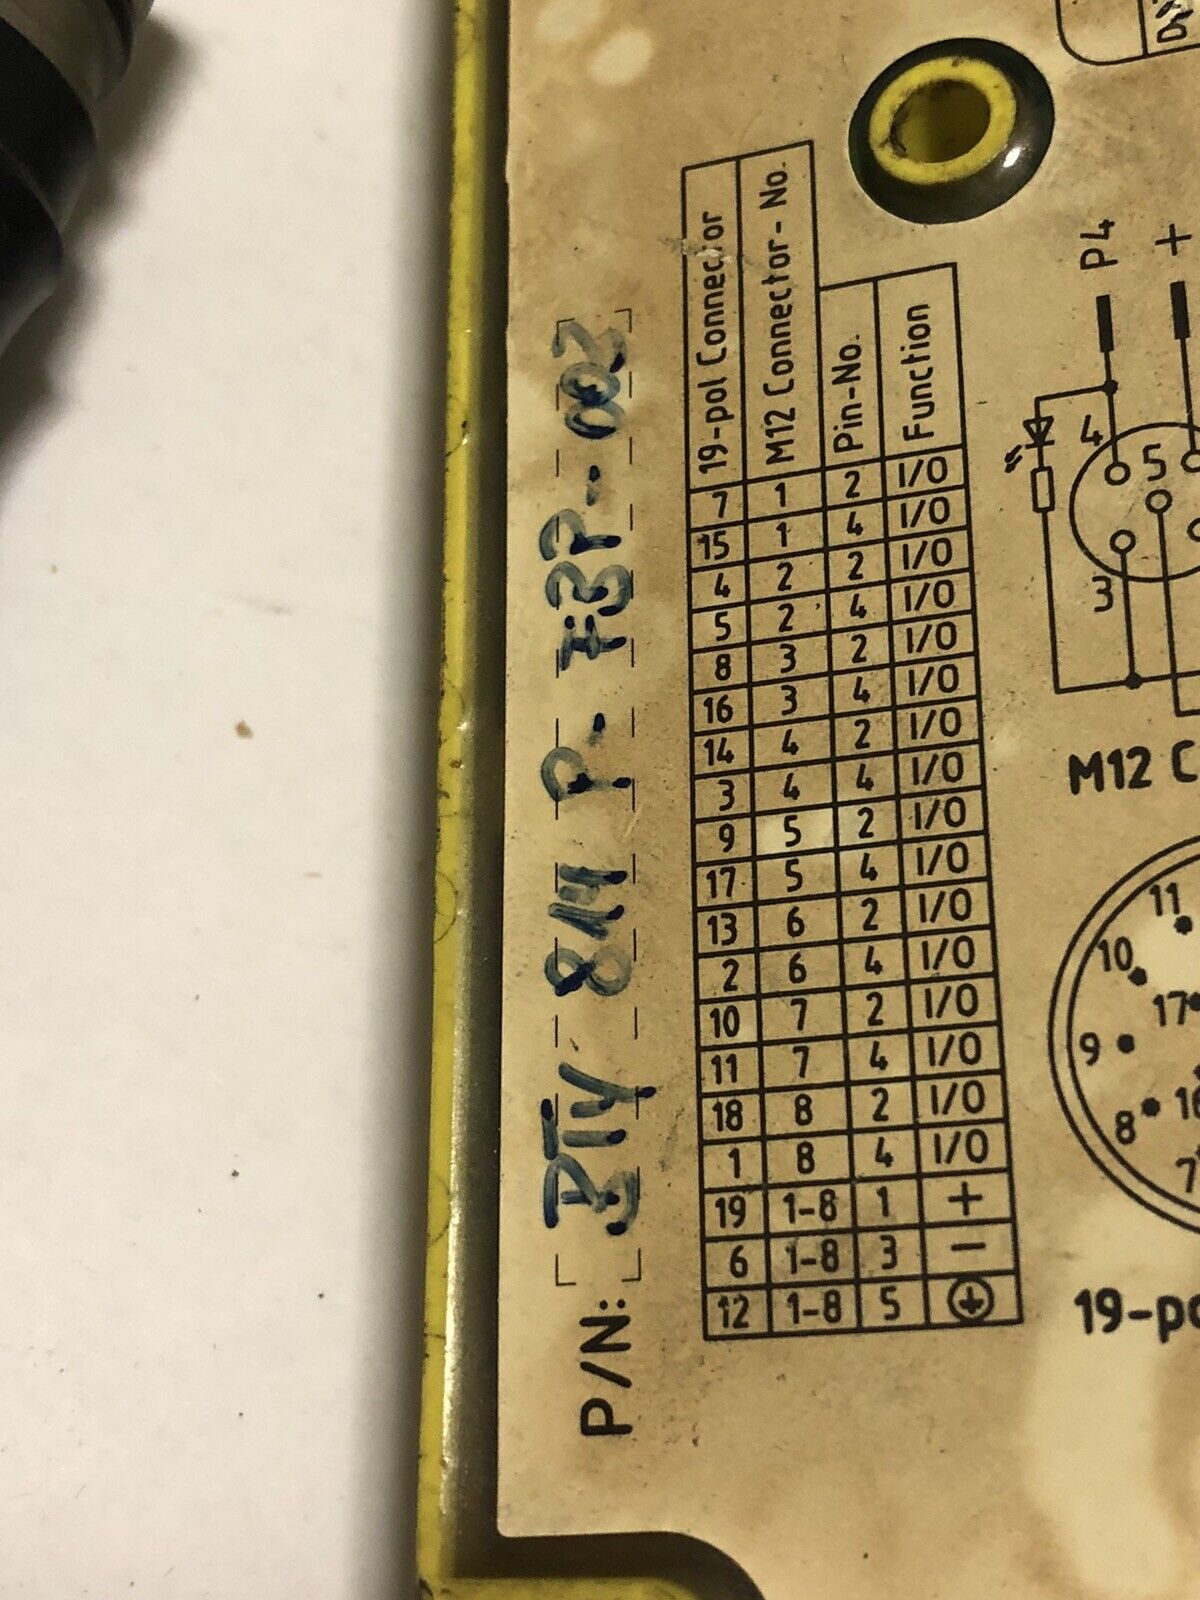 P/N: BTY 814
19-pol Connector M12 Connector-No. Pin-No. Function
7 1 2 I/O
15 1 4 I/O
4 2 2 I/O
5 2 4 I/O
8 3 2 I/O
16 3 4 I/O
14 4 2 I/O
3 4 4 I/O
9 5 2 I/O
17 5 4 I/O
13 6 2 I/O
2 6 4 I/O
10 7 2 I/O
11 7 4 I/O
18 8 2 I/O
1 8 4 I/O
19 1-8 1 +
6 1-8 3 -
12 1-8 5
P4 +
4 5
3
M12 C
11
10
17
9
8 16
7
19-po